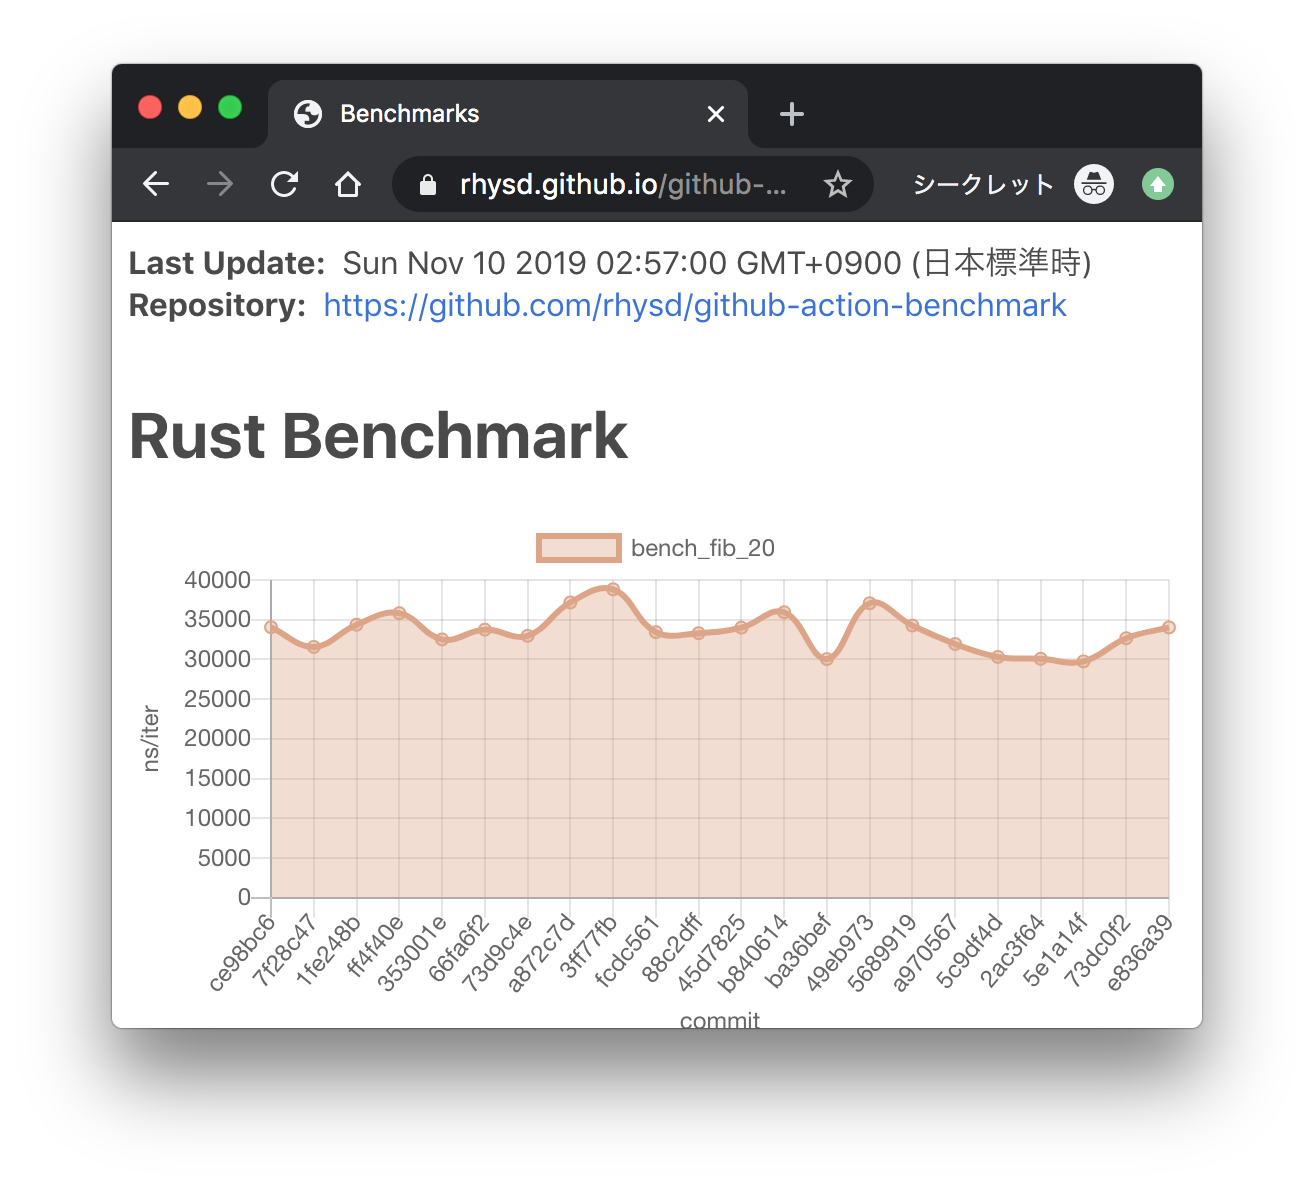 Benchmarks
rhysd.github.io/github-...
シークレット
Last Update: Sun Nov 10 2019 02:57:00 GMT+0900 (日本標準時)
Repository: https://github.com/rhysd/github-action-benchmark
Rust Benchmark
bench_fib_20
40000
35000
30000
25000
20000
15000
10000
5000
0
ns/iter
ce98bc6
7f28c47
1fe248b
ff4f40e
353001e
66fa6f2
73d9c4e
a872c7d
3ff77fb
fcdc561
88c2dff
45d7825
b840614
ba36bef
49eb973
5689919
a970567
5c9df4d
2ac3f64
5e1a14f
73dc0f2
e836a39
commit